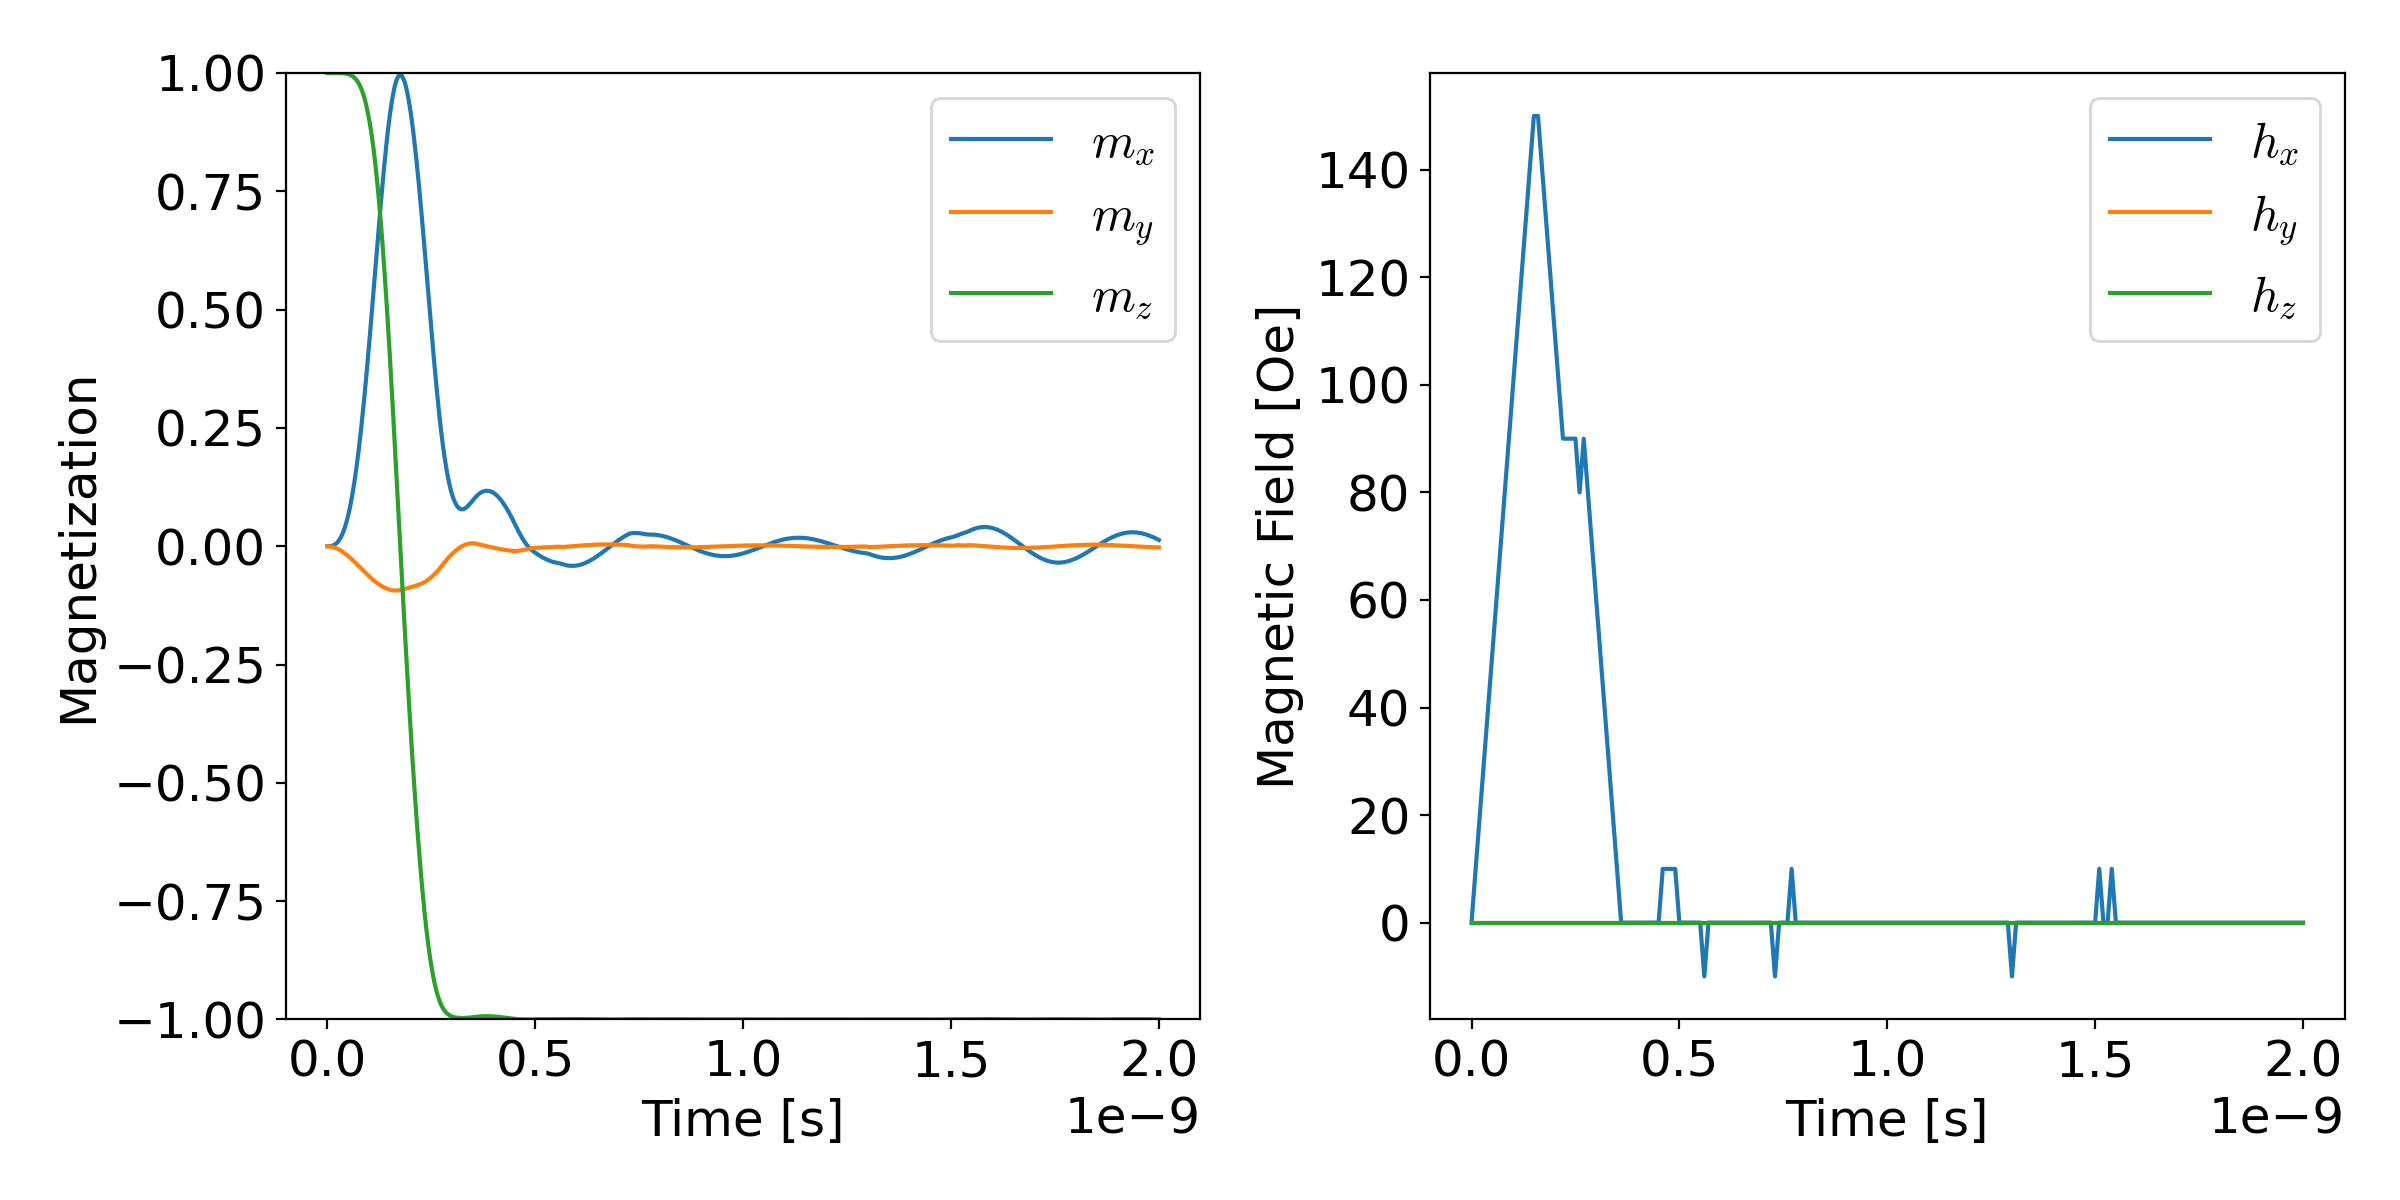 1.00
0.75
0.50
0.25
0.00
−0.25
−0.50
−0.75
−1.00
Magnetization
0.0 0.5 1.0 1.5 2.0
Time [s]
1e−9
m_x
m_y
m_z
140
120
100
80
60
40
20
0
Magnetic Field [Oe]
0.0 0.5 1.0 1.5 2.0
Time [s]
1e−9
h_x
h_y
h_z